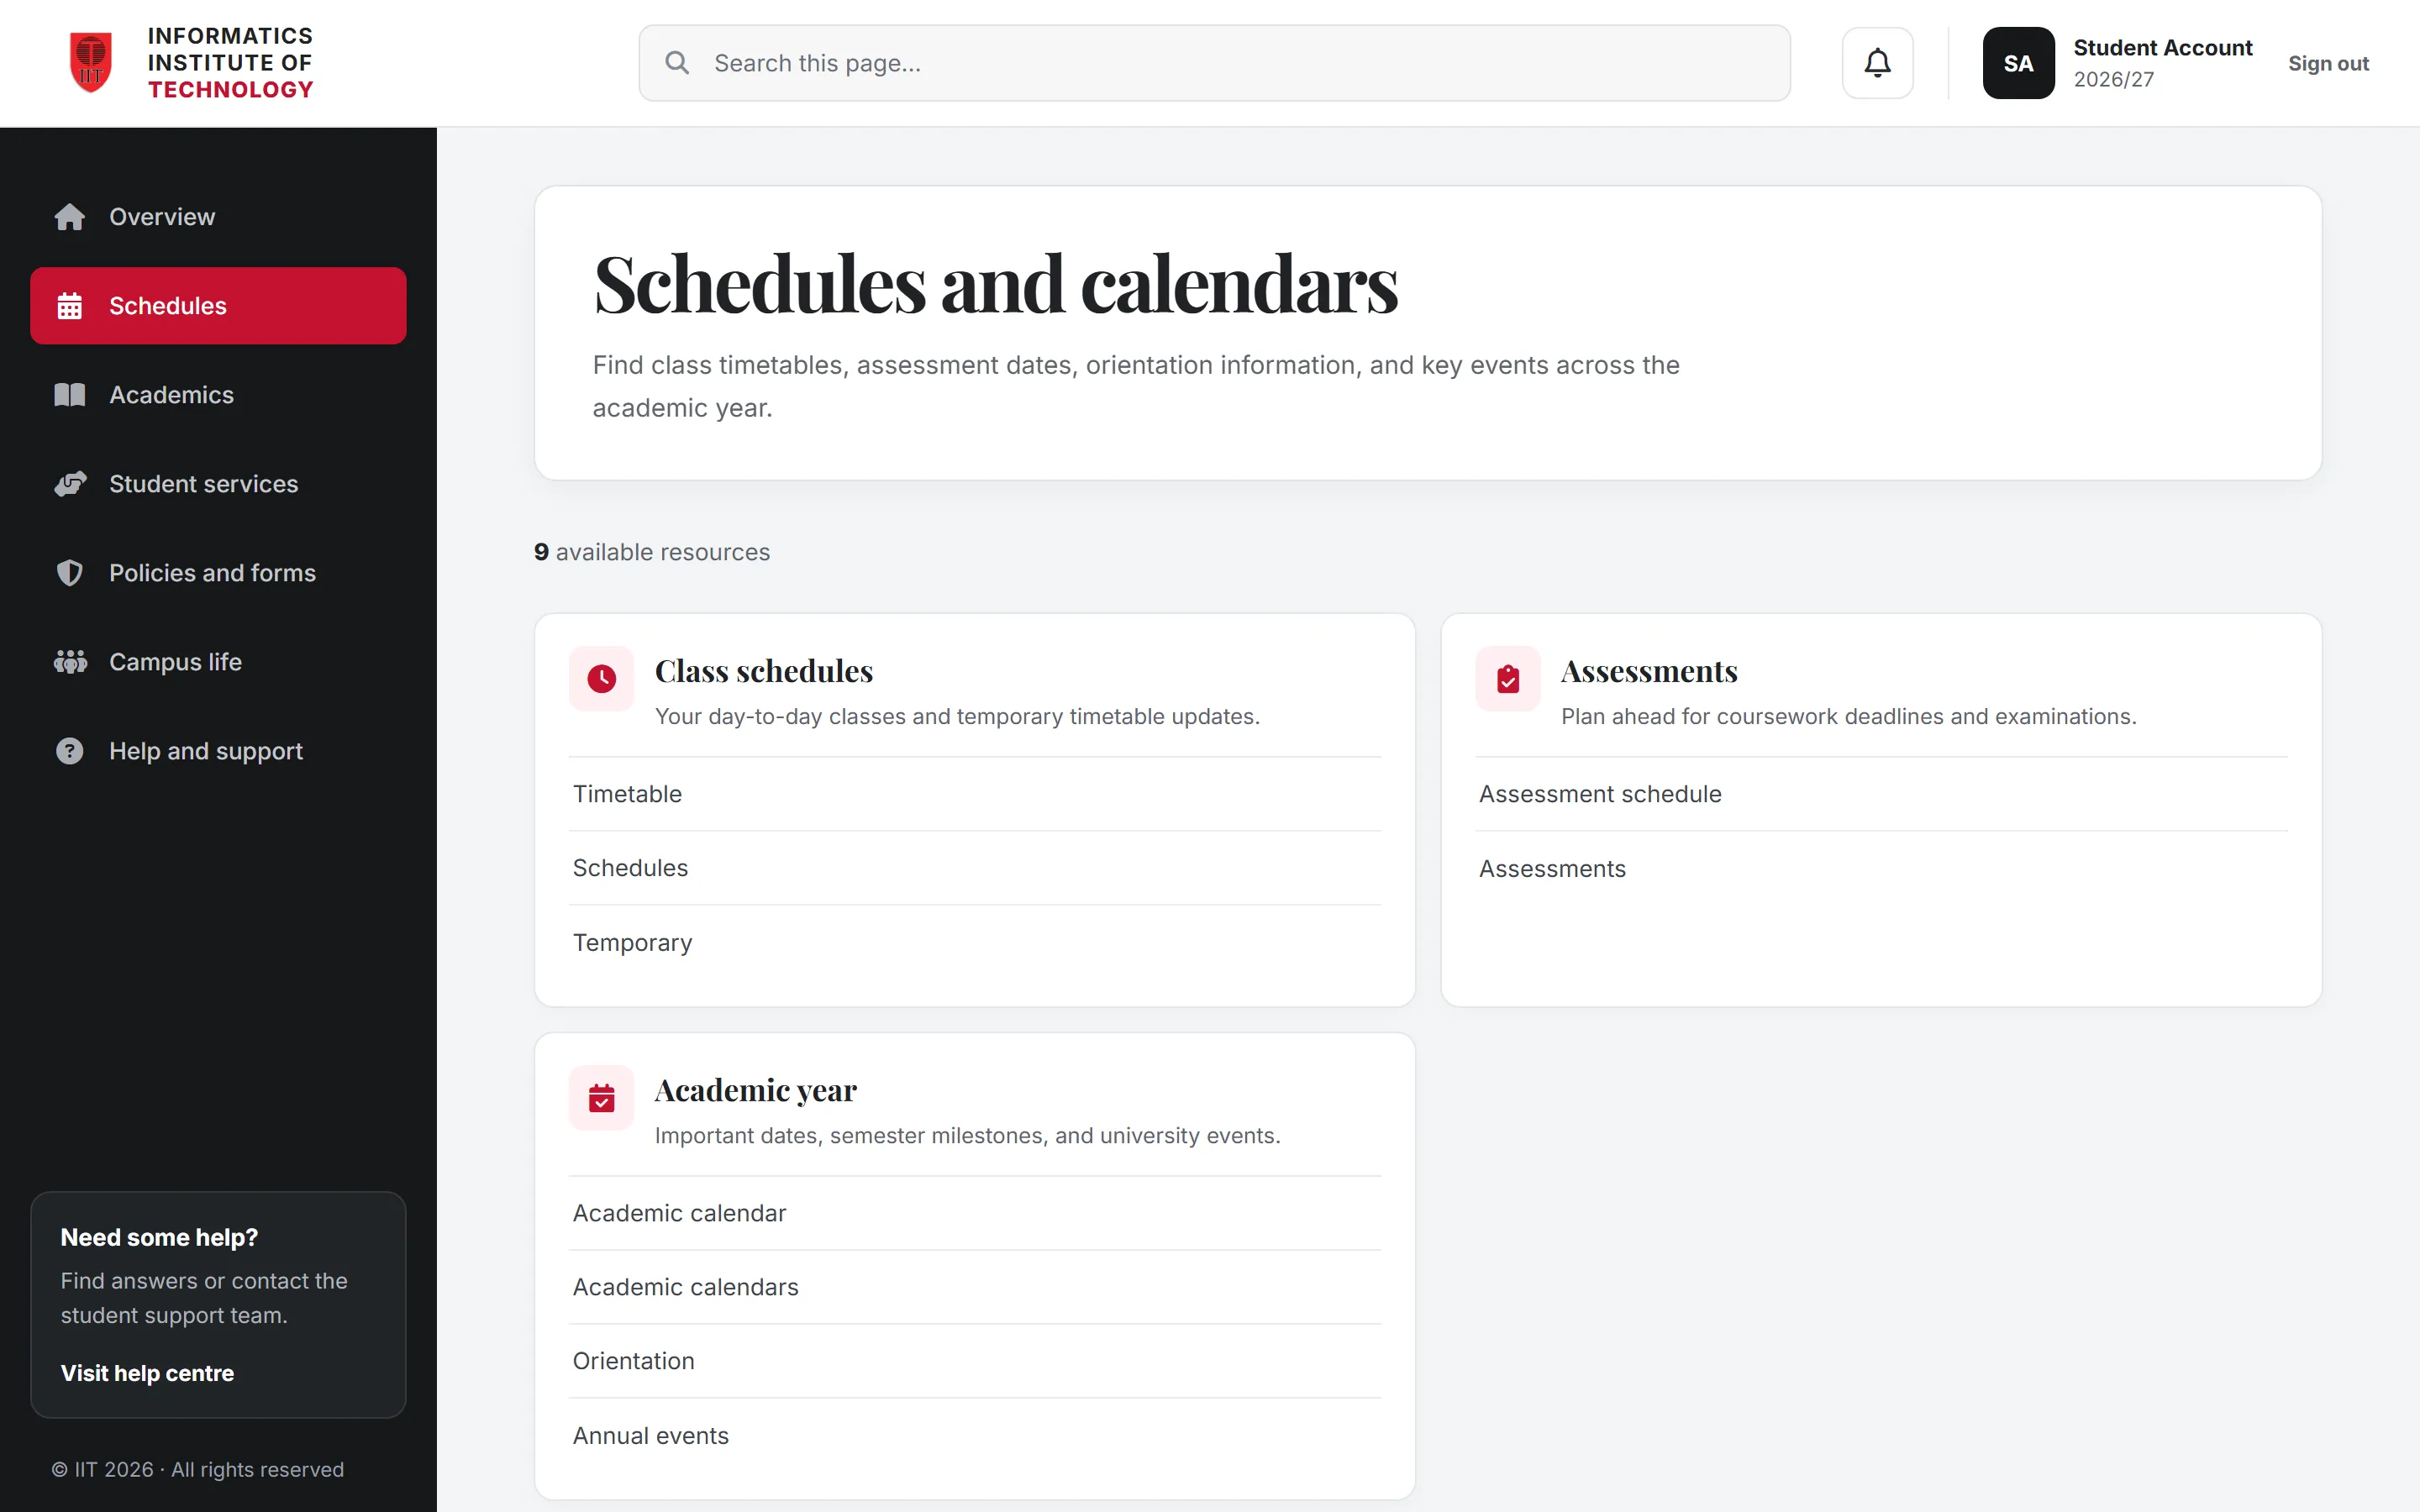 IIT
INFORMATICS
INSTITUTE OF
TECHNOLOGY
Search this page...
SA
Student Account
2026/27
Sign out
Overview
Schedules
Academics
Student services
Policies and forms
Campus life
Help and support
Need some help?
Find answers or contact the
student support team.
Visit help centre
© IIT 2026 · All rights reserved
Schedules and calendars
Find class timetables, assessment dates, orientation information, and key events across the
academic year.
9 available resources
Class schedules
Your day-to-day classes and temporary timetable updates.
Timetable
Schedules
Temporary
Assessments
Plan ahead for coursework deadlines and examinations.
Assessment schedule
Assessments
Academic year
Important dates, semester milestones, and university events.
Academic calendar
Academic calendars
Orientation
Annual events